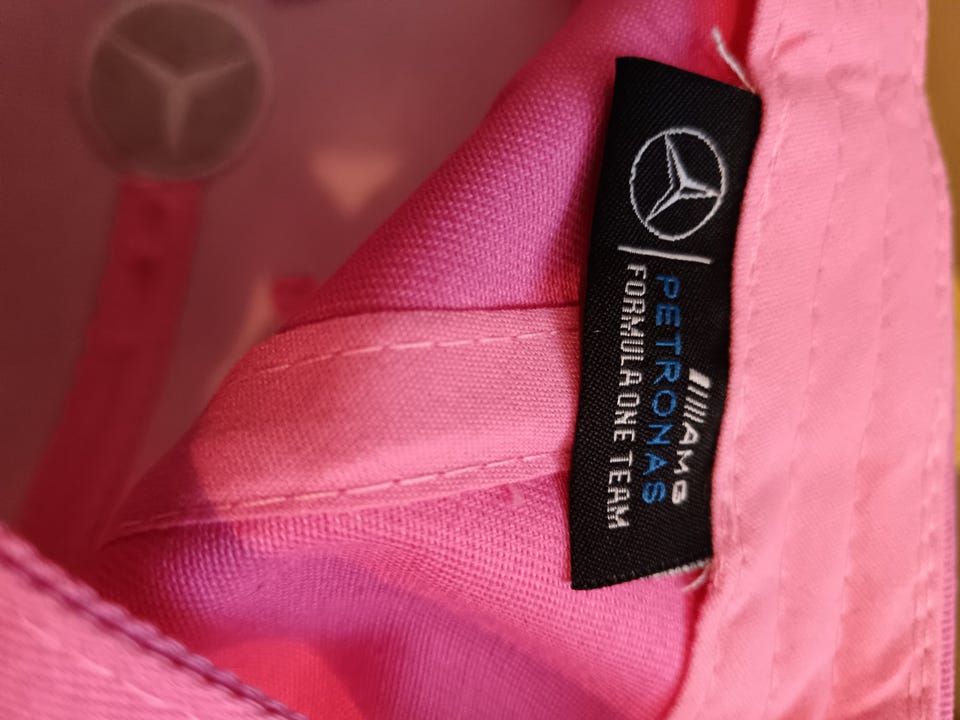 AMG
PETRONAS
FORMULA ONE TEAM